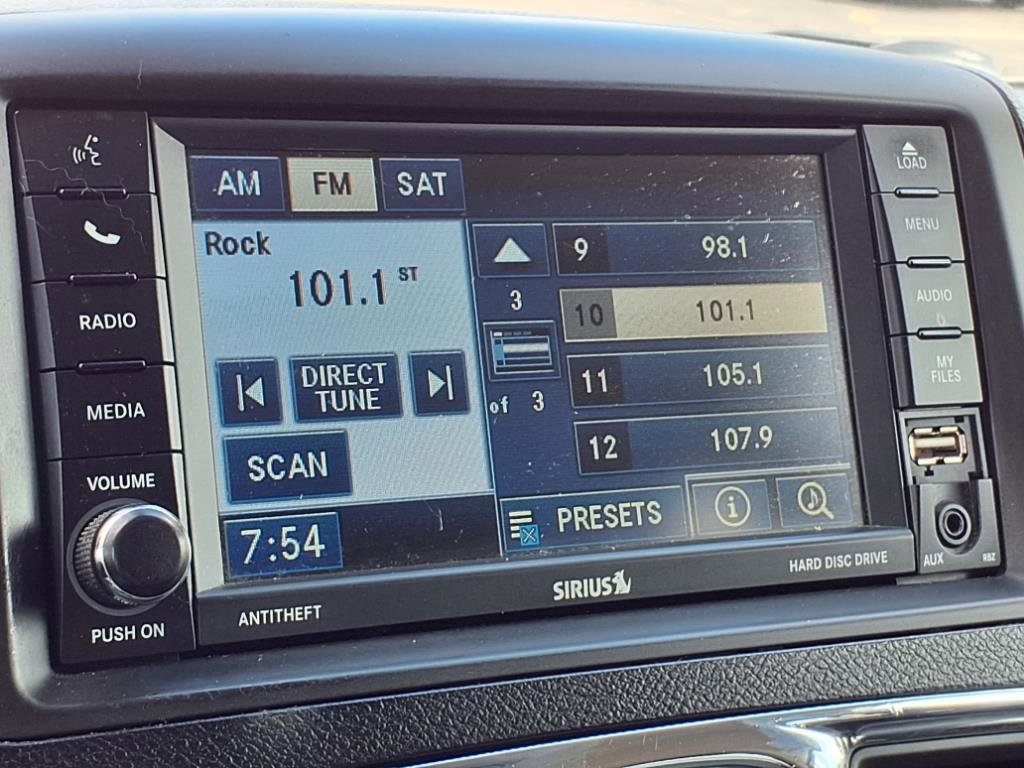 LOAD
MENU
AUDIO
MY
FILES
RADIO
MEDIA
VOLUME
PUSH ON
AM FM SAT
Rock
101.1 ST
DIRECT
TUNE
SCAN
7:54
3
of 3
9 98.1
10 101.1
11 105.1
12 107.9
PRESETS
i
ANTITHEFT
SIRIUS
HARD DISC DRIVE
AUX
RBZ